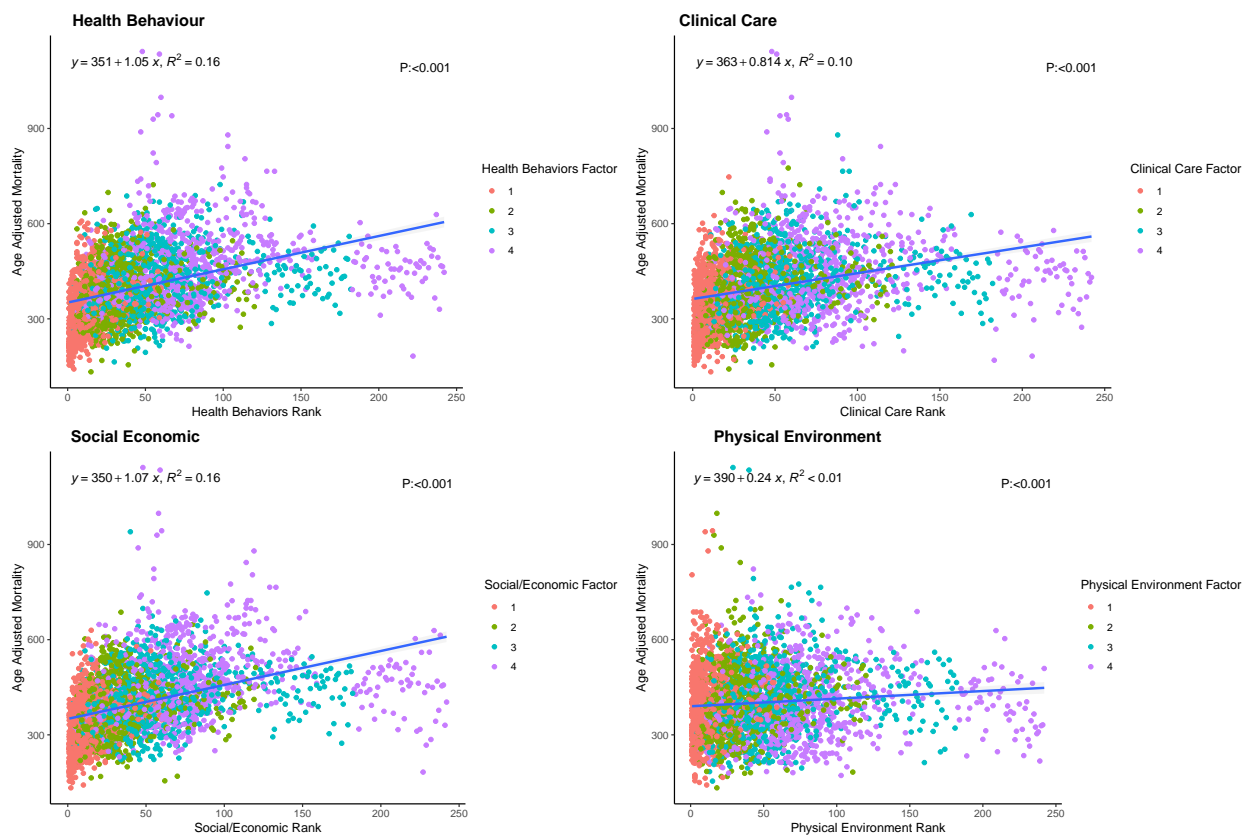 Health Behaviour
y = 351 + 1.05 x, R² = 0.16
P:<0.001
Age Adjusted Mortality
900
600
300
0 50 100 150 200 250
Health Behaviors Rank
Health Behaviors Factor
1
2
3
4
Clinical Care
y = 363 + 0.814 x, R² = 0.10
P:<0.001
Age Adjusted Mortality
900
600
300
0 50 100 150 200 250
Clinical Care Rank
Clinical Care Factor
1
2
3
4
Social Economic
y = 350 + 1.07 x, R² = 0.16
P:<0.001
Age Adjusted Mortality
900
600
300
0 50 100 150 200 250
Social/Economic Rank
Social/Economic Factor
1
2
3
4
Physical Environment
y = 390 + 0.24 x, R² < 0.01
P:<0.001
Age Adjusted Mortality
900
600
300
0 50 100 150 200 250
Physical Environment Rank
Physical Environment Factor
1
2
3
4